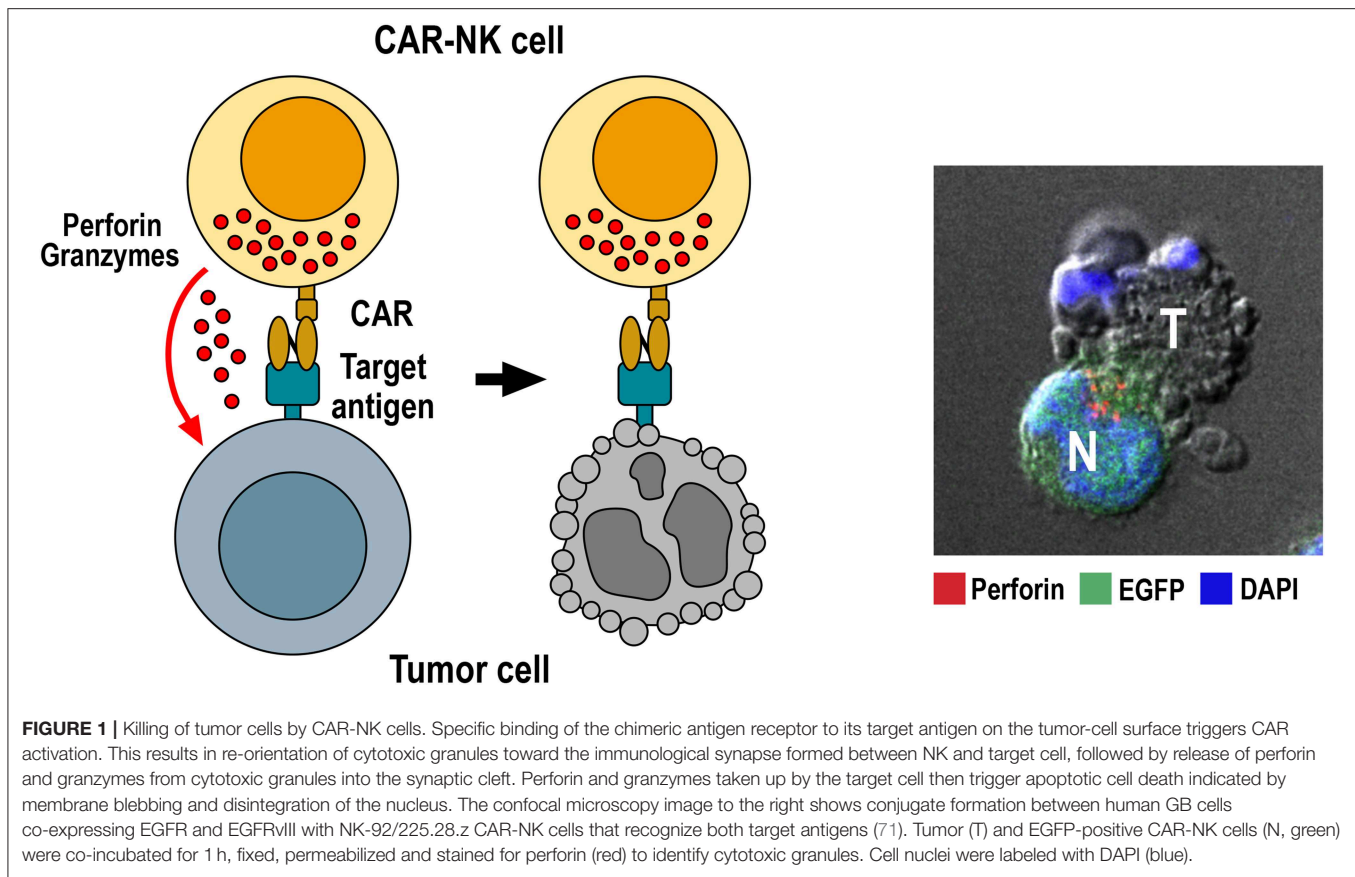 CAR-NK cell
Perforin
Granzymes
CAR
Target
antigen
Tumor cell
T
N
Perforin
EGFP
DAPI
FIGURE 1 | Killing of tumor cells by CAR-NK cells. Specific binding of the chimeric antigen receptor to its target antigen on the tumor-cell surface triggers CAR
activation. This results in re-orientation of cytotoxic granules toward the immunological synapse formed between NK and target cell, followed by release of perforin
and granzymes from cytotoxic granules into the synaptic cleft. Perforin and granzymes taken up by the target cell then trigger apoptotic cell death indicated by
membrane blebbing and disintegration of the nucleus. The confocal microscopy image to the right shows conjugate formation between human GB cells
co-expressing EGFR and EGFRvIII with NK-92/225.28.z CAR-NK cells that recognize both target antigens (71). Tumor (T) and EGFP-positive CAR-NK cells (N, green)
were co-incubated for 1 h, fixed, permeabilized and stained for perforin (red) to identify cytotoxic granules. Cell nuclei were labeled with DAPI (blue).